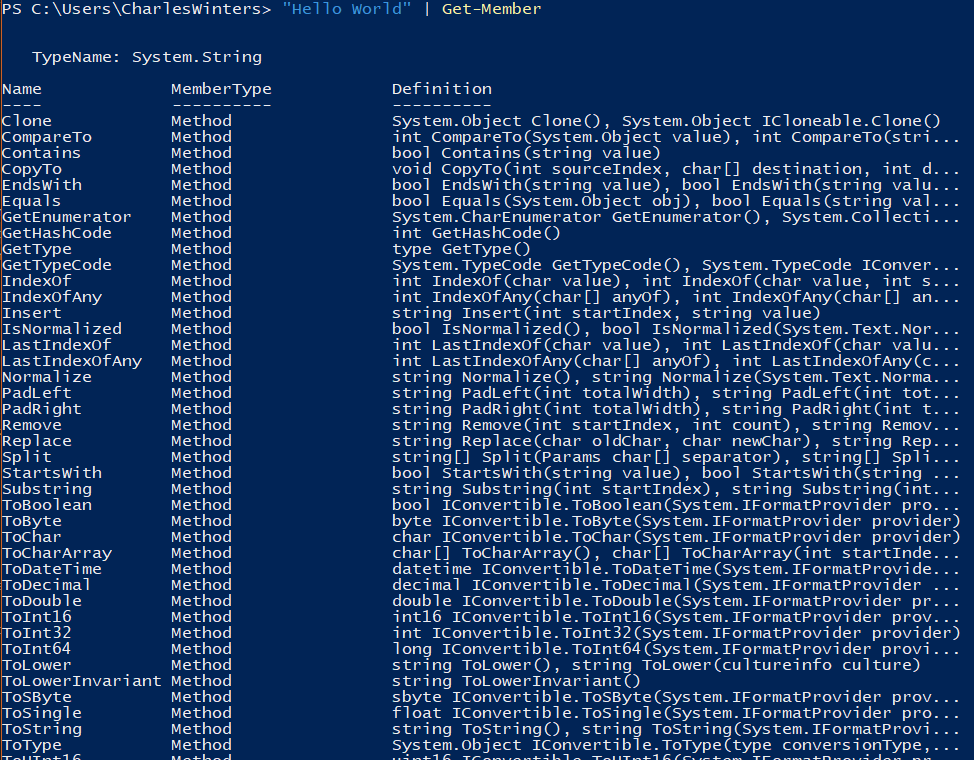 PS C:\Users\CharlesWinters> "Hello World" | Get-Member
TypeName: System.String
Name MemberType Definition
---- ---------- ----------
Clone Method System.Object Clone(), System.Object ICloneable.Clone()
CompareTo Method int CompareTo(System.Object value), int CompareTo(stri...
Contains Method bool Contains(string value)
CopyTo Method void CopyTo(int sourceIndex, char[] destination, int d...
EndsWith Method bool EndsWith(string value), bool EndsWith(string valu...
Equals Method bool Equals(System.Object obj), bool Equals(string val...
GetEnumerator Method System.CharEnumerator GetEnumerator(), System.Collecti...
GetHashCode Method int GetHashCode()
GetType Method type GetType()
GetTypeCode Method System.TypeCode GetTypeCode(), System.TypeCode IConver...
IndexOf Method int IndexOf(char value), int IndexOf(char value, int s...
IndexOfAny Method int IndexOfAny(char[] anyOf), int IndexOfAny(char[] an...
Insert Method string Insert(int startIndex, string value)
IsNormalized Method bool IsNormalized(), bool IsNormalized(System.Text.Nor...
LastIndexOf Method int LastIndexOf(char value), int LastIndexOf(char valu...
LastIndexOfAny Method int LastIndexOfAny(char[] anyOf), int LastIndexOfAny(c...
Normalize Method string Normalize(), string Normalize(System.Text.Norma...
PadLeft Method string PadLeft(int totalWidth), string PadLeft(int tot...
PadRight Method string PadRight(int totalWidth), string PadRight(int t...
Remove Method string Remove(int startIndex, int count), string Remov...
Replace Method string Replace(char oldChar, char newChar), string Rep...
Split Method string[] Split(Params char[] separator), string[] Spli...
StartsWith Method bool StartsWith(string value), bool StartsWith(string ...
Substring Method string Substring(int startIndex), string Substring(int...
ToBoolean Method bool IConvertible.ToBoolean(System.IFormatProvider pro...
ToByte Method byte IConvertible.ToByte(System.IFormatProvider provider)
ToChar Method char IConvertible.ToChar(System.IFormatProvider provider)
ToCharArray Method char[] ToCharArray(), char[] ToCharArray(int startInde...
ToDateTime Method datetime IConvertible.ToDateTime(System.IFormatProvide...
ToDecimal Method decimal IConvertible.ToDecimal(System.IFormatProvider ...
ToDouble Method double IConvertible.ToDouble(System.IFormatProvider pr...
ToInt16 Method int16 IConvertible.ToInt16(System.IFormatProvider prov...
ToInt32 Method int IConvertible.ToInt32(System.IFormatProvider provider)
ToInt64 Method long IConvertible.ToInt64(System.IFormatProvider provi...
ToLower Method string ToLower(), string ToLower(cultureinfo culture)
ToLowerInvariant Method string ToLowerInvariant()
ToSByte Method sbyte IConvertible.ToSByte(System.IFormatProvider prov...
ToSingle Method float IConvertible.ToSingle(System.IFormatProvider pro...
ToString Method string ToString(), string ToString(System.IFormatProvi...
ToType Method System.Object IConvertible.ToType(type conversionType,...
ToUInt16 Method uint16 IConvertible.ToUInt16(System.IFormatProvider pr...